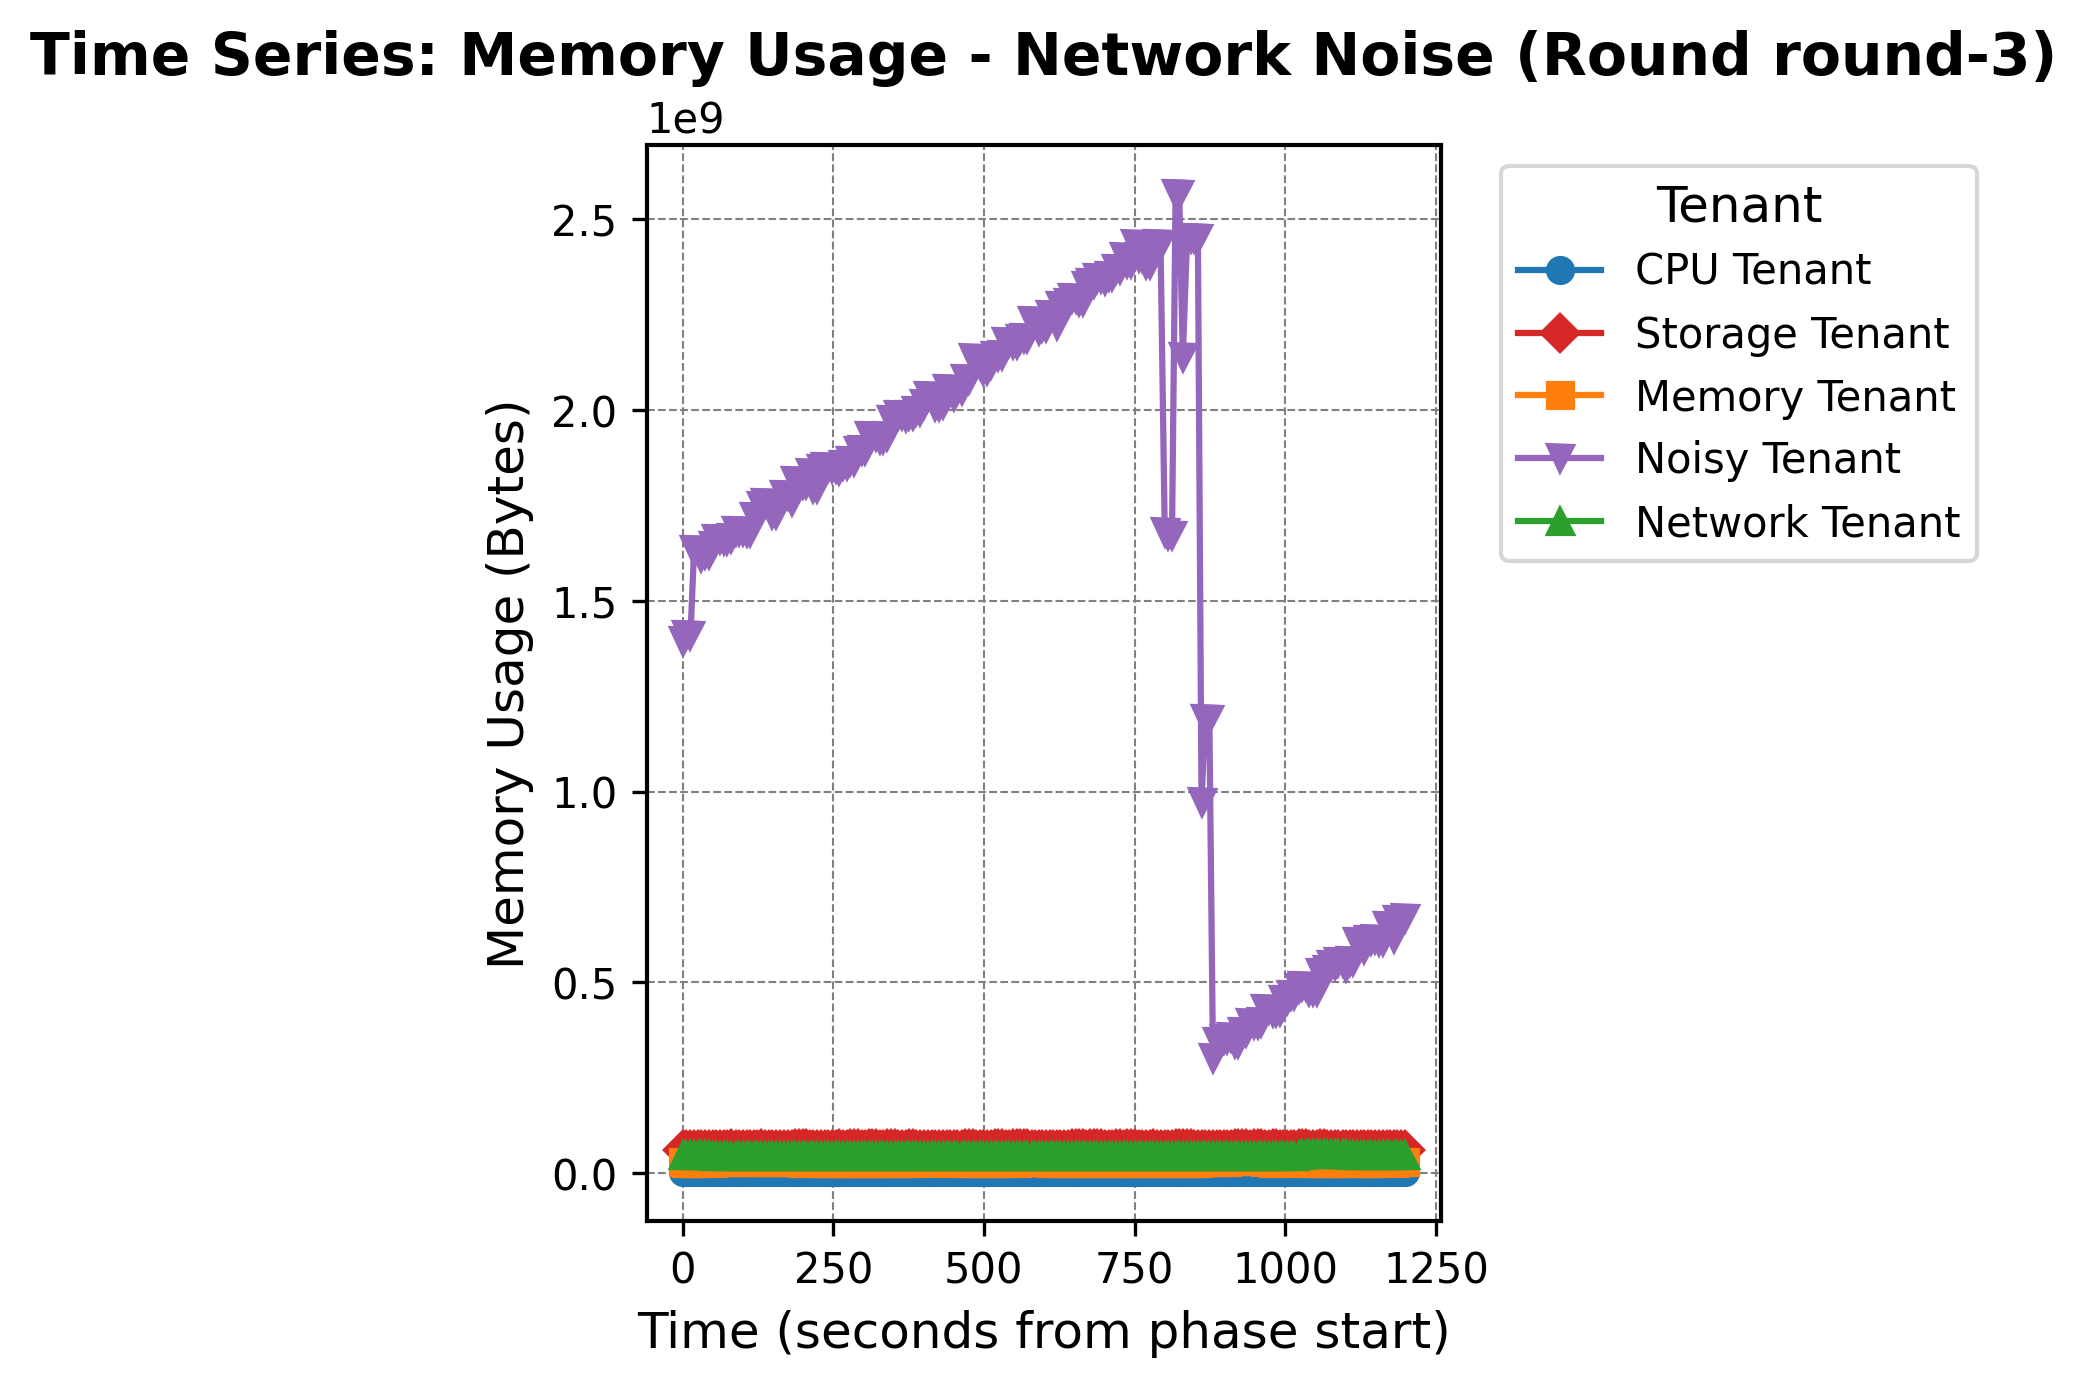 Time Series: Memory Usage - Network Noise (Round round-3)
1e9
2.5
2.0
1.5
1.0
0.5
0.0
Memory Usage (Bytes)
0 250 500 750 1000 1250
Time (seconds from phase start)
Tenant
CPU Tenant
Storage Tenant
Memory Tenant
Noisy Tenant
Network Tenant